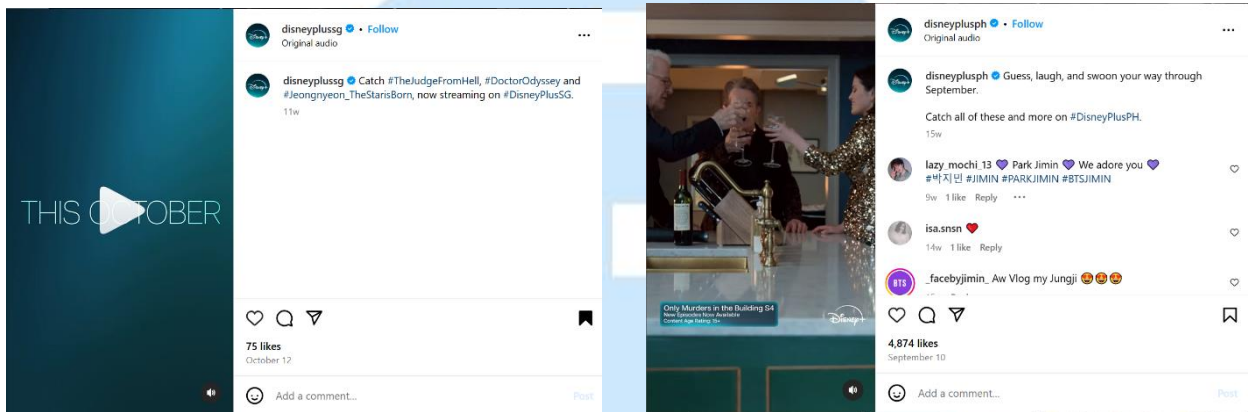 THIS OCTOBER
disneyplussg • Follow
Original audio
disneyplussg Catch #TheJudgeFromHell, #DoctorOdyssey and
#Jeongnyeon_TheStarisBorn, now streaming on #DisneyPlusSG.
11w
75 likes
October 12
Add a comment...
Post
Only Murders in the Building S4
New Episodes Now Available
Content Age Rating: 16+
Disney+
disneyplusph • Follow
Original audio
disneyplusph Guess, laugh, and swoon your way through
September.
Catch all of these and more on #DisneyPlusPH.
15w
lazy_mochi_13 💜 Park Jimin 💜 We adore you 💜
#박지민 #JIMIN #PARKJIMIN #BTSJIMIN
9w 1 like Reply
isa.snsn ❤️
14w 1 like Reply
BTS
_facebyjimin_ Aw Vlog my Jungji 🤩🤩🤩
4,874 likes
September 10
Add a comment...
Post